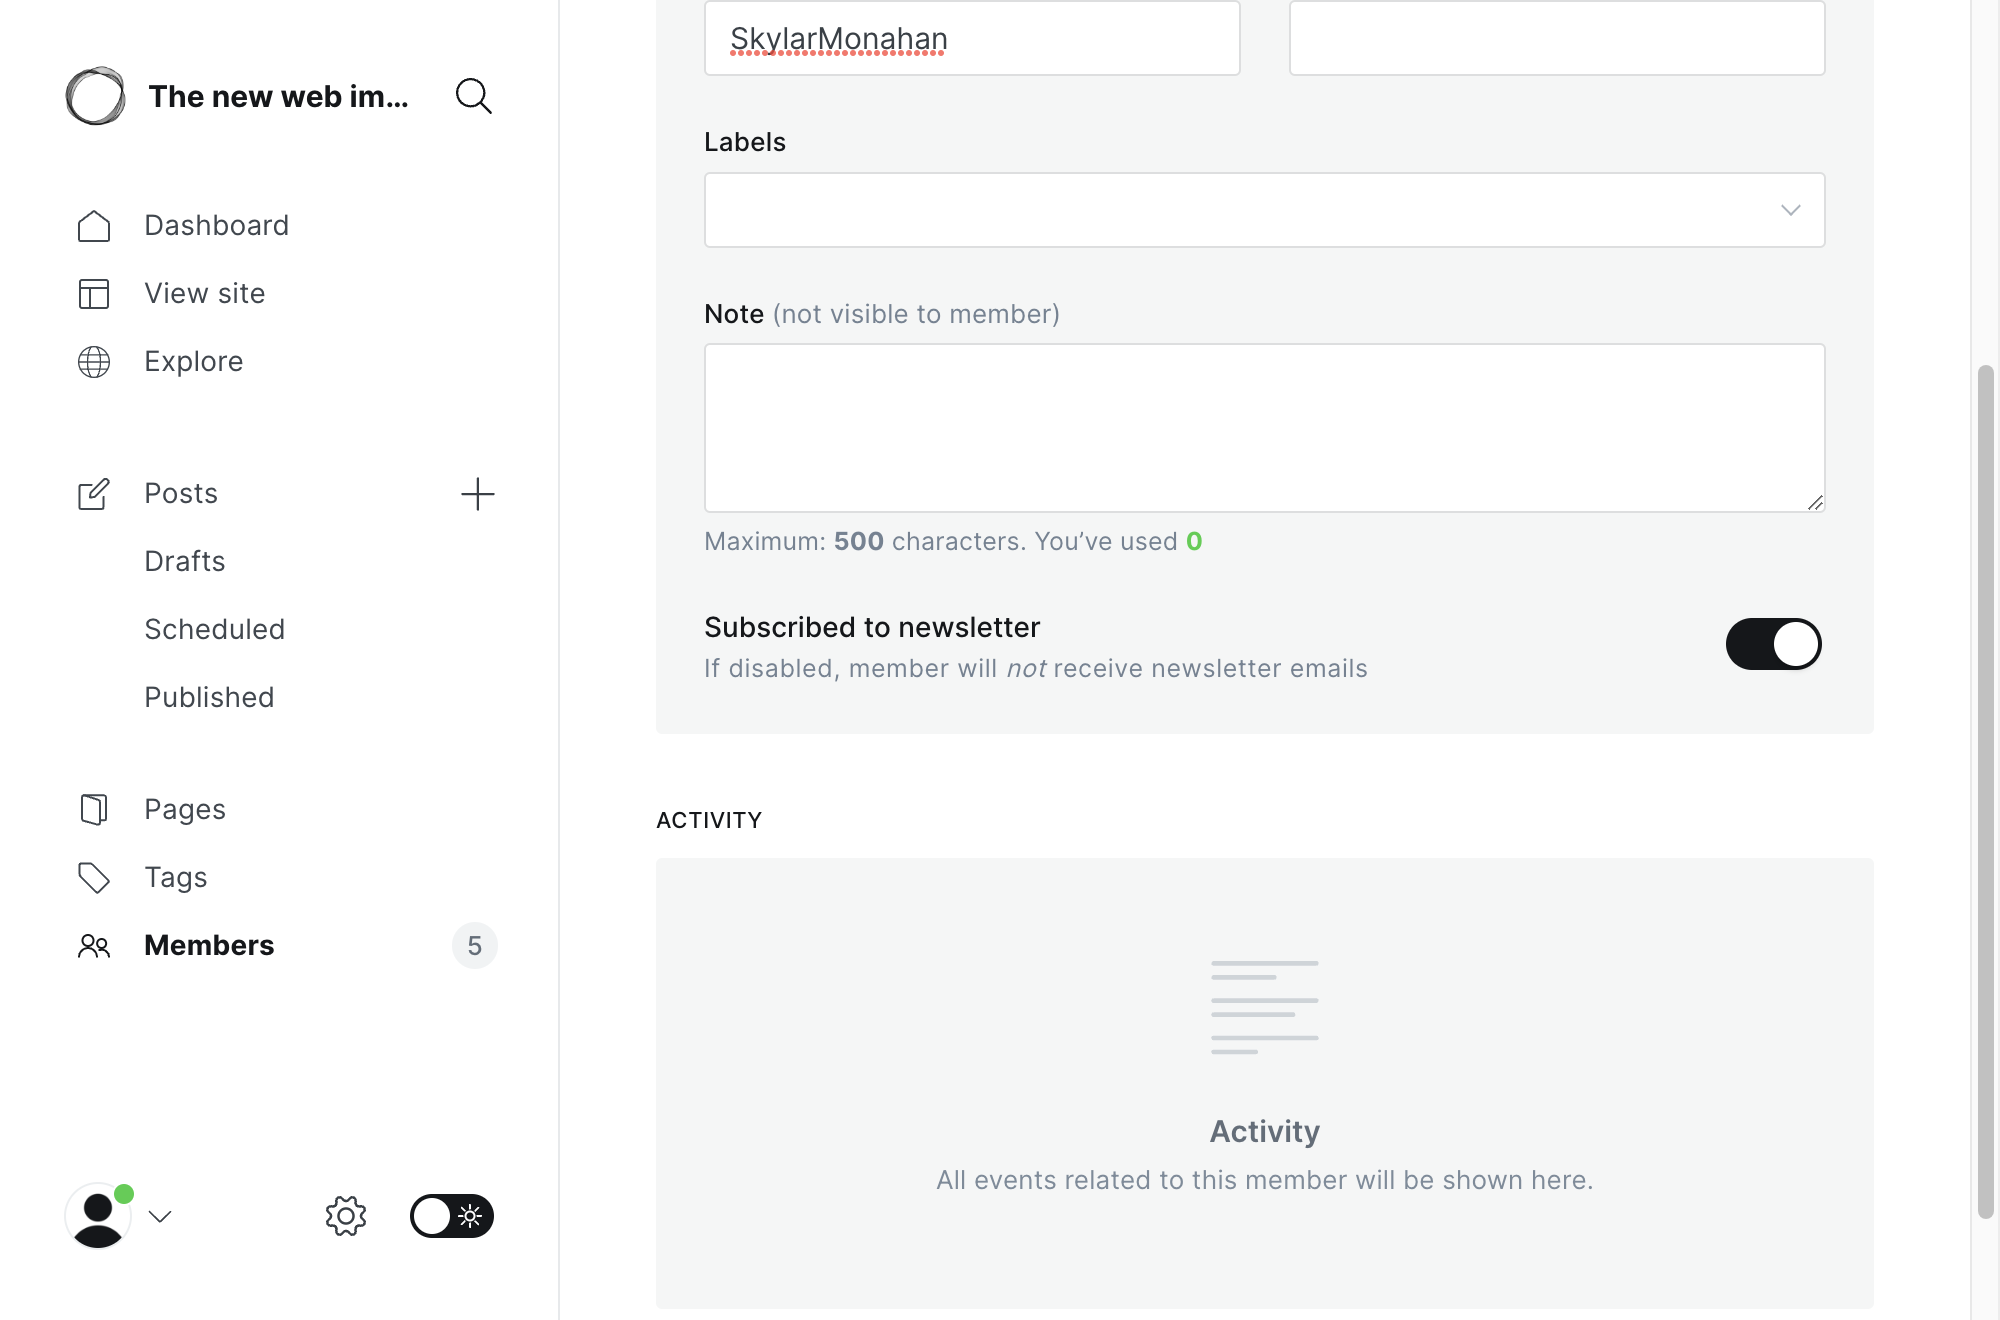 The new web im...
Dashboard
View site
Explore
Posts
Drafts
Scheduled
Published
Pages
Tags
Members
5
SkylarMonahan
Labels
Note (not visible to member)
Maximum: 500 characters. You’ve used 0
Subscribed to newsletter
If disabled, member will not receive newsletter emails
ACTIVITY
Activity
All events related to this member will be shown here.